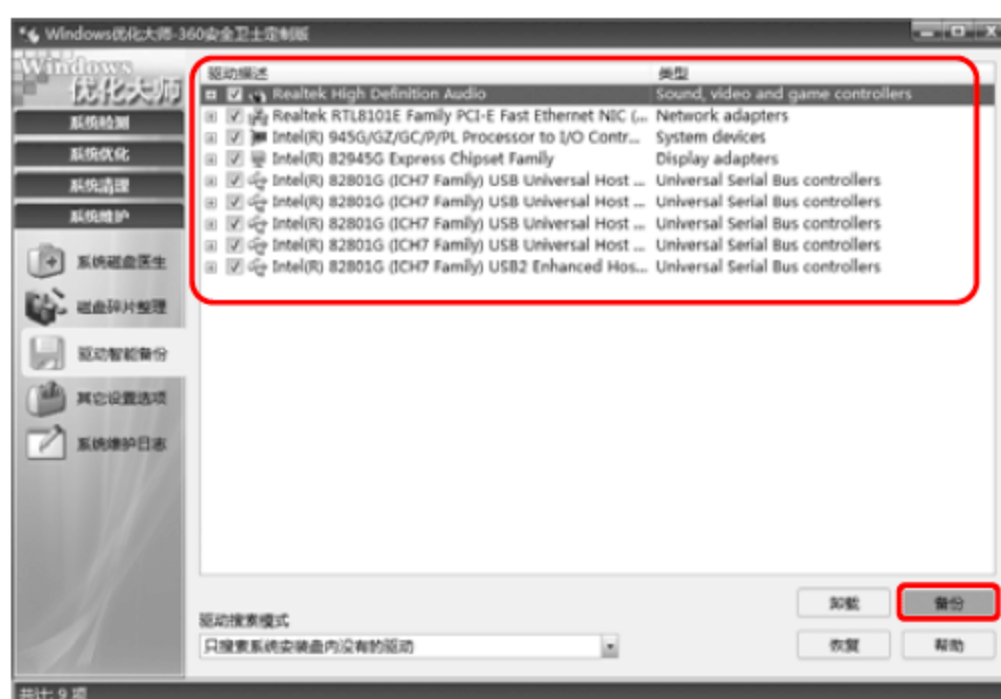 Windows优化大师-360安全卫士定制版
Windows
优化大师
系统检测
系统优化
系统清理
系统维护
系统磁盘医生
磁盘碎片整理
驱动智能备份
其它设置选项
系统维护日志
驱动描述 类型
Realtek High Definition Audio Sound, video and game controllers
Realtek RTL8101E Family PCI-E Fast Ethernet NIC (... Network adapters
Intel(R) 945G/GZ/GC/P/PL Processor to I/O Contr... System devices
Intel(R) 82945G Express Chipset Family Display adapters
Intel(R) 82801G (ICH7 Family) USB Universal Host ... Universal Serial Bus controllers
Intel(R) 82801G (ICH7 Family) USB Universal Host ... Universal Serial Bus controllers
Intel(R) 82801G (ICH7 Family) USB Universal Host ... Universal Serial Bus controllers
Intel(R) 82801G (ICH7 Family) USB Universal Host ... Universal Serial Bus controllers
Intel(R) 82801G (ICH7 Family) USB2 Enhanced Hos... Universal Serial Bus controllers
卸载 备份
驱动搜索模式
只搜索系统安装盘内没有的驱动 恢复 帮助
共计: 9 项